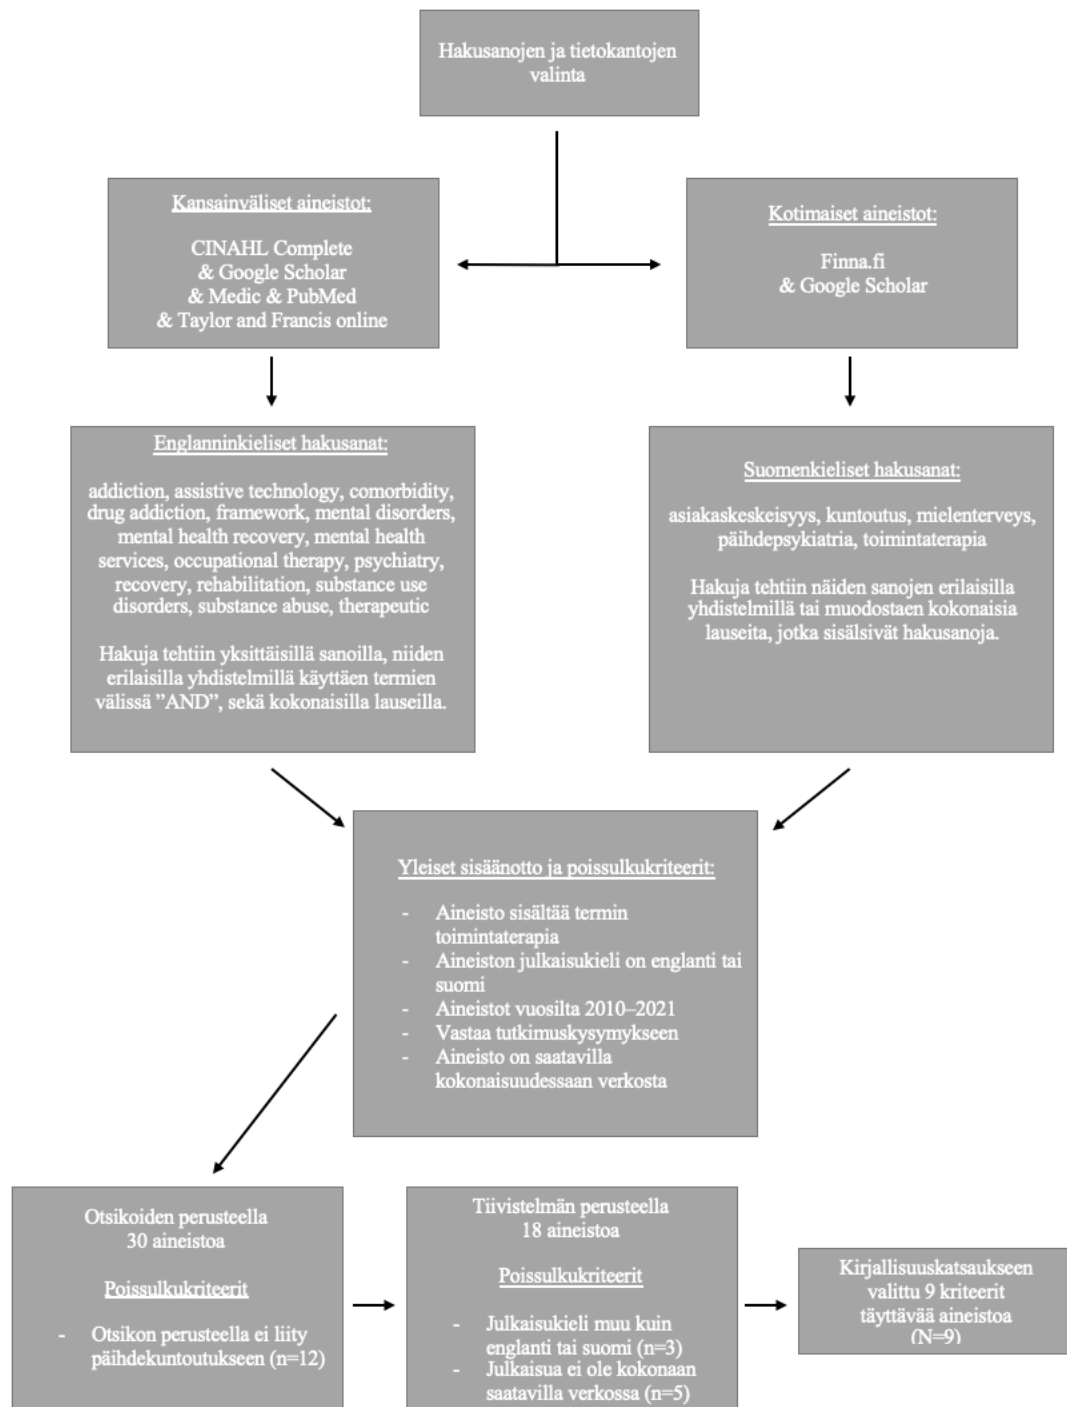 Hakusanojen ja tietokantojen
valinta
Kansainväliset aineistot:
CINAHL Complete
& Google Scholar
& Medic & PubMed
& Taylor and Francis online
Kotimaiset aineistot:
Finna.fi
& Google Scholar
Englanninkieliset hakusanat:
addiction, assistive technology, comorbidity,
drug addiction, framework, mental disorders,
mental health recovery, mental health
services, occupational therapy, psychiatry,
recovery, rehabilitation, substance use
disorders, substance abuse, therapeutic
Hakuja tehtiin yksittäisillä sanoilla, niiden
erilaisilla yhdistelmillä käyttäen termien
välissä ”AND”, sekä kokonaisilla lauseilla.
Suomenkieliset hakusanat:
asiakaskeskeisyys, kuntoutus, mielenterveys,
päihdepsykiatria, toimintaterapia
Hakuja tehtiin näiden sanojen erilaisilla
yhdistelmillä tai muodostaen kokonaisia
lauseita, jotka sisälsivät hakusanoja.
Yleiset sisäänotto ja poissulkukriteerit:
- Aineisto sisältää termin
toimintaterapia
- Aineiston julkaisukieli on englanti tai
suomi
- Aineistot vuosilta 2010–2021
- Vastaa tutkimuskysymykseen
- Aineisto on saatavilla
kokonaisuudessaan verkosta
Otsikoiden perusteella
30 aineistoa
Poissulkukriteerit
- Otsikon perusteella ei liity
päihdekuntoutukseen (n=12)
Tiivistelmän perusteella
18 aineistoa
Poissulkukriteerit
- Julkaisukieli muu kuin
englanti tai suomi (n=3)
- Julkaisua ei ole kokonaan
saatavilla verkossa (n=5)
Kirjallisuuskatsaukseen
valittu 9 kriteerit
täyttävää aineistoa
(N=9)